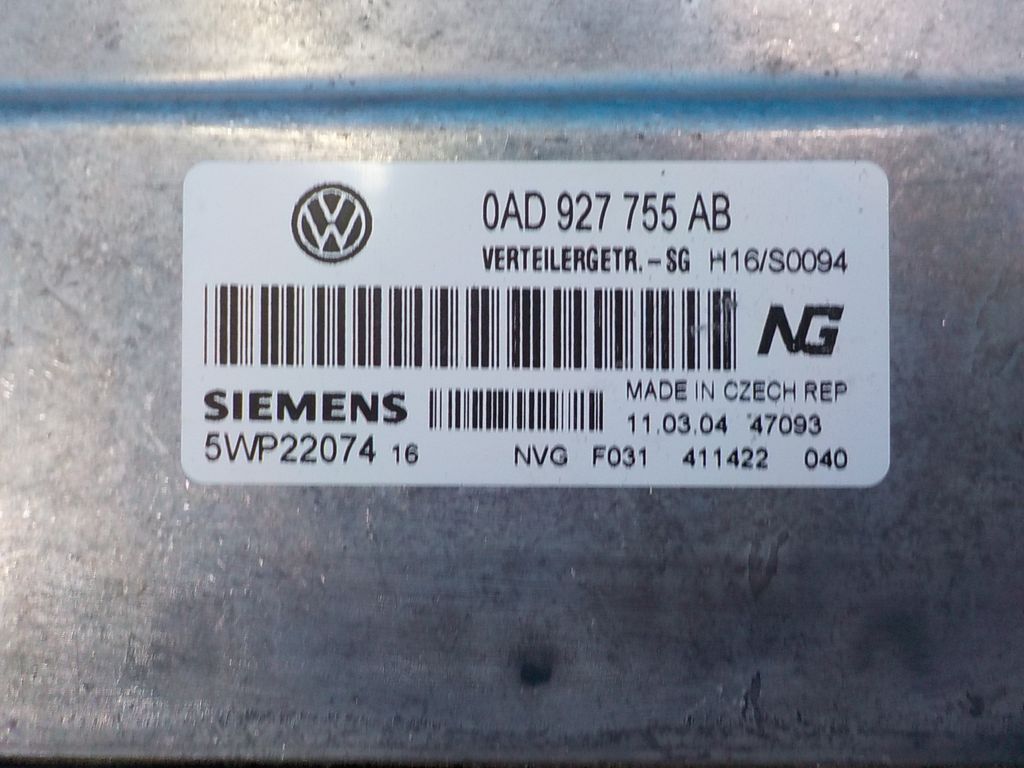 VW
0AD 927 755 AB
VERTEILERGETR.-SG H16/S0094
NG
SIEMENS
MADE IN CZECH REP
11.03.04 47093
5WP22074 16
NVG F031 411422 040